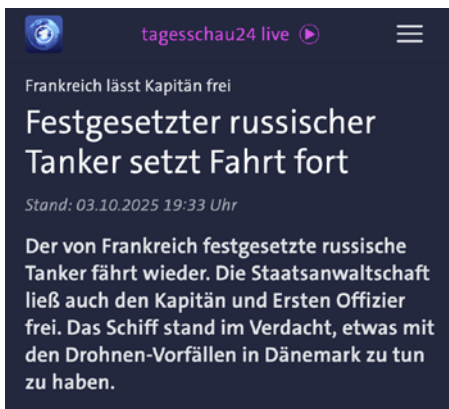 tagesschau24 live
Frankreich lässt Kapitän frei
Festgesetzter russischer
Tanker setzt Fahrt fort
Stand: 03.10.2025 19:33 Uhr
Der von Frankreich festgesetzte russische
Tanker fährt wieder. Die Staatsanwaltschaft
ließ auch den Kapitän und Ersten Offizier
frei. Das Schiff stand im Verdacht, etwas mit
den Drohnen-Vorfällen in Dänemark zu tun
zu haben.